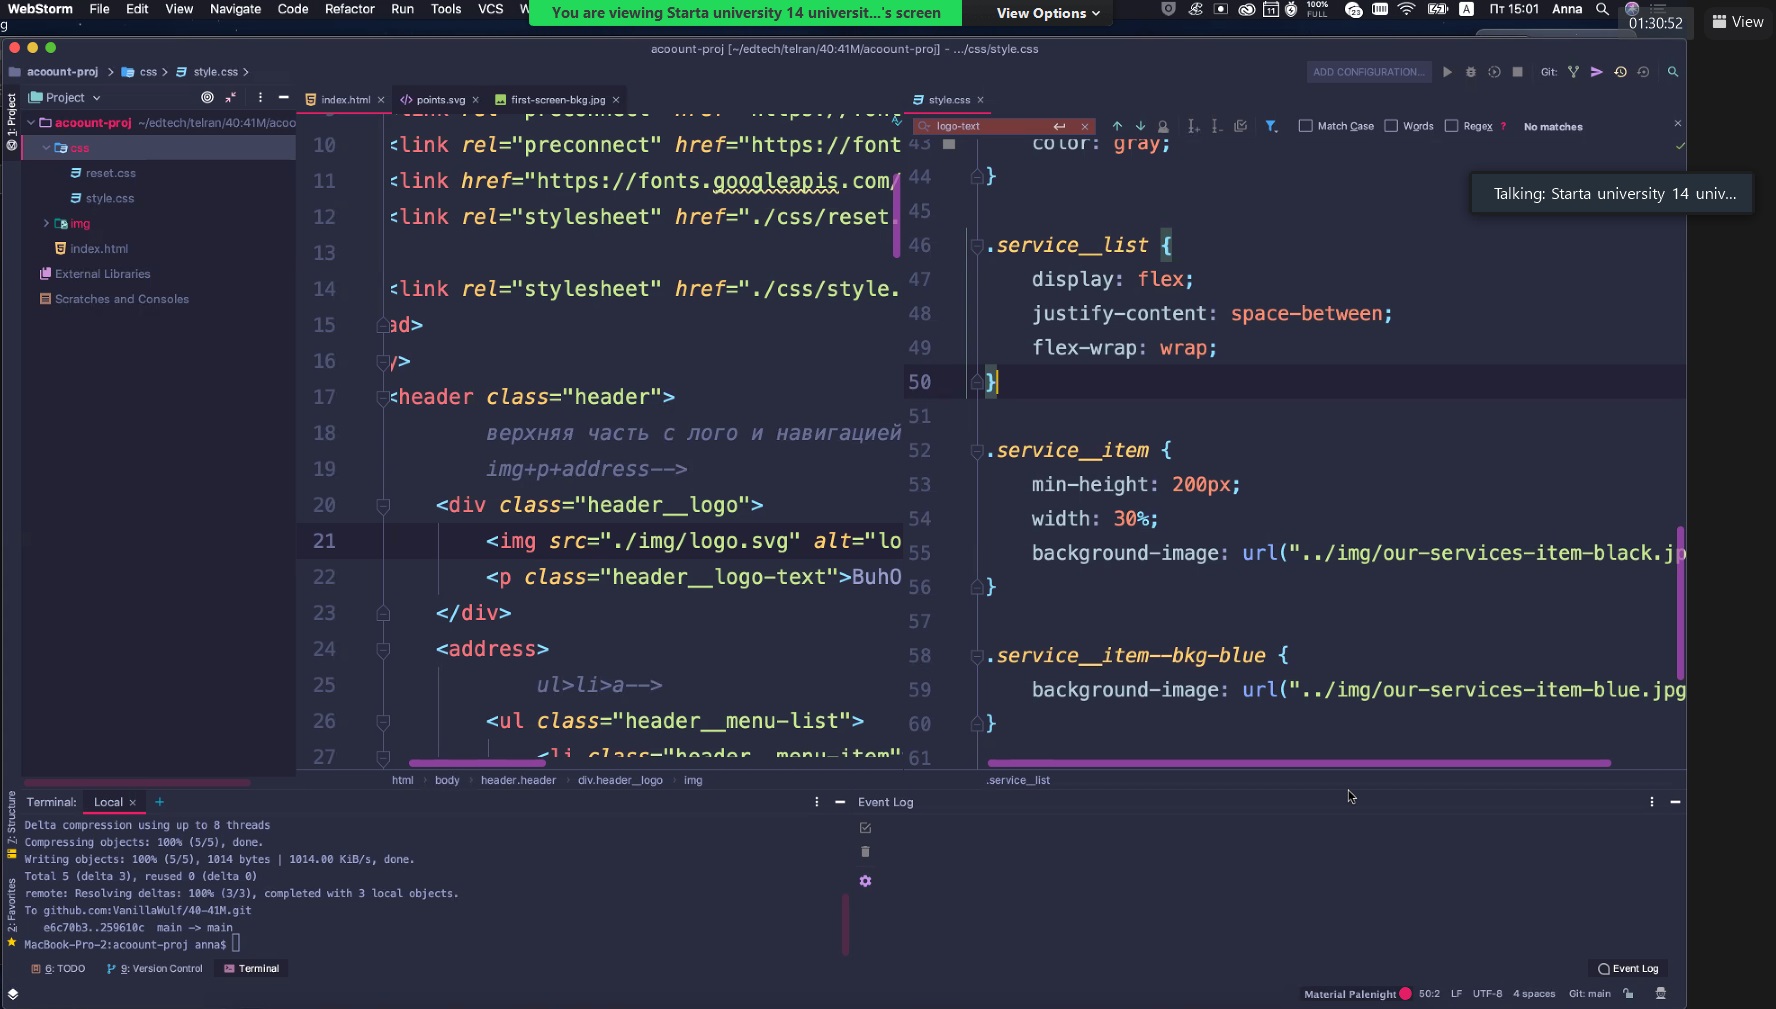 WebStorm File Edit View Navigate Code Refactor Run Tools VCS W
You are viewing Starta university 14 universit...'s screen
View Options
100% FULL
11
A
Пт 15:01 Anna
01:30:52
View
g
acoount-proj [~/edtech/telran/40:41M/acoount-proj] - .../css/style.css
acoount-proj css style.css
ADD CONFIGURATION...
Git:
1: Project
Project
index.html
points.svg
first-screen-bkg.jpg
style.css
acoount-proj ~/edtech/telran/40:41M/acoo
css
reset.css
style.css
img
index.html
External Libraries
Scratches and Consoles
10 <link rel="preconnect" href="https://font
11 <link href="https://fonts.googleapis.com/
12 <link rel="stylesheet" href="./css/reset.
13
14 <link rel="stylesheet" href="./css/style.
15 ad>
16 y>
17 <header class="header">
18 верхняя часть с лого и навигацией
19 img+p+address-->
20 <div class="header__logo">
21 <img src="./img/logo.svg" alt="lo
22 <p class="header__logo-text">BuhO
23 </div>
24 <address>
25 ul>li>a-->
26 <ul class="header__menu-list">
27 <li class="header__menu-item"
html body header.header div.header__logo img
logo-text
Match Case Words Regex ? No matches
43 color: gray;
44 }
45
46 .service__list {
47 display: flex;
48 justify-content: space-between;
49 flex-wrap: wrap;
50 }
51
52 .service__item {
53 min-height: 200px;
54 width: 30%;
55 background-image: url("../img/our-services-item-black.jp
56 }
57
58 .service__item--bkg-blue {
59 background-image: url("../img/our-services-item-blue.jpg
60 }
61
.service__list
Talking: Starta university 14 univ...
7: Structure
2: Favorites
Terminal: Local +
Delta compression using up to 8 threads
Compressing objects: 100% (5/5), done.
Writing objects: 100% (5/5), 1014 bytes | 1014.00 KiB/s, done.
Total 5 (delta 3), reused 0 (delta 0)
remote: Resolving deltas: 100% (3/3), completed with 3 local objects.
To github.com:VanillaWulf/40-41M.git
e6c70b3..259610c main -> main
MacBook-Pro-2:acoount-proj anna$
Event Log
6: TODO 9: Version Control Terminal
Event Log
Material Palenight 50:2 LF UTF-8 4 spaces Git: main